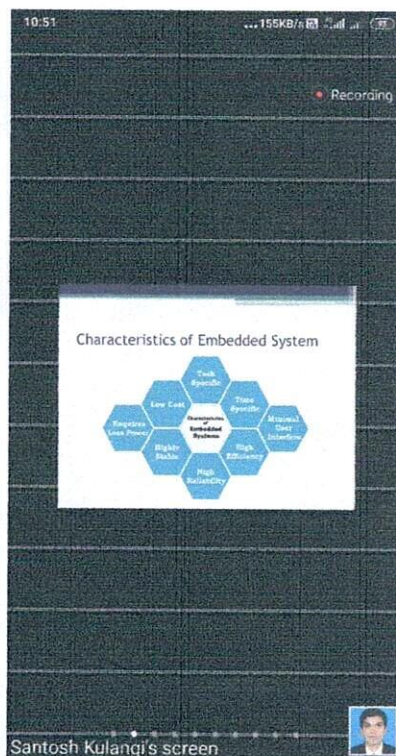 10:51
...155KB/s
Recording
Characteristics of Embedded System
Task
Specific
Low Cost
Time
Specific
Requires
Less Power
Characteristics
of
Embedded
Systems
Minimal
User
Interface
Highly
Stable
High
Efficiency
High
Reliability
Santosh Kulangi's screen